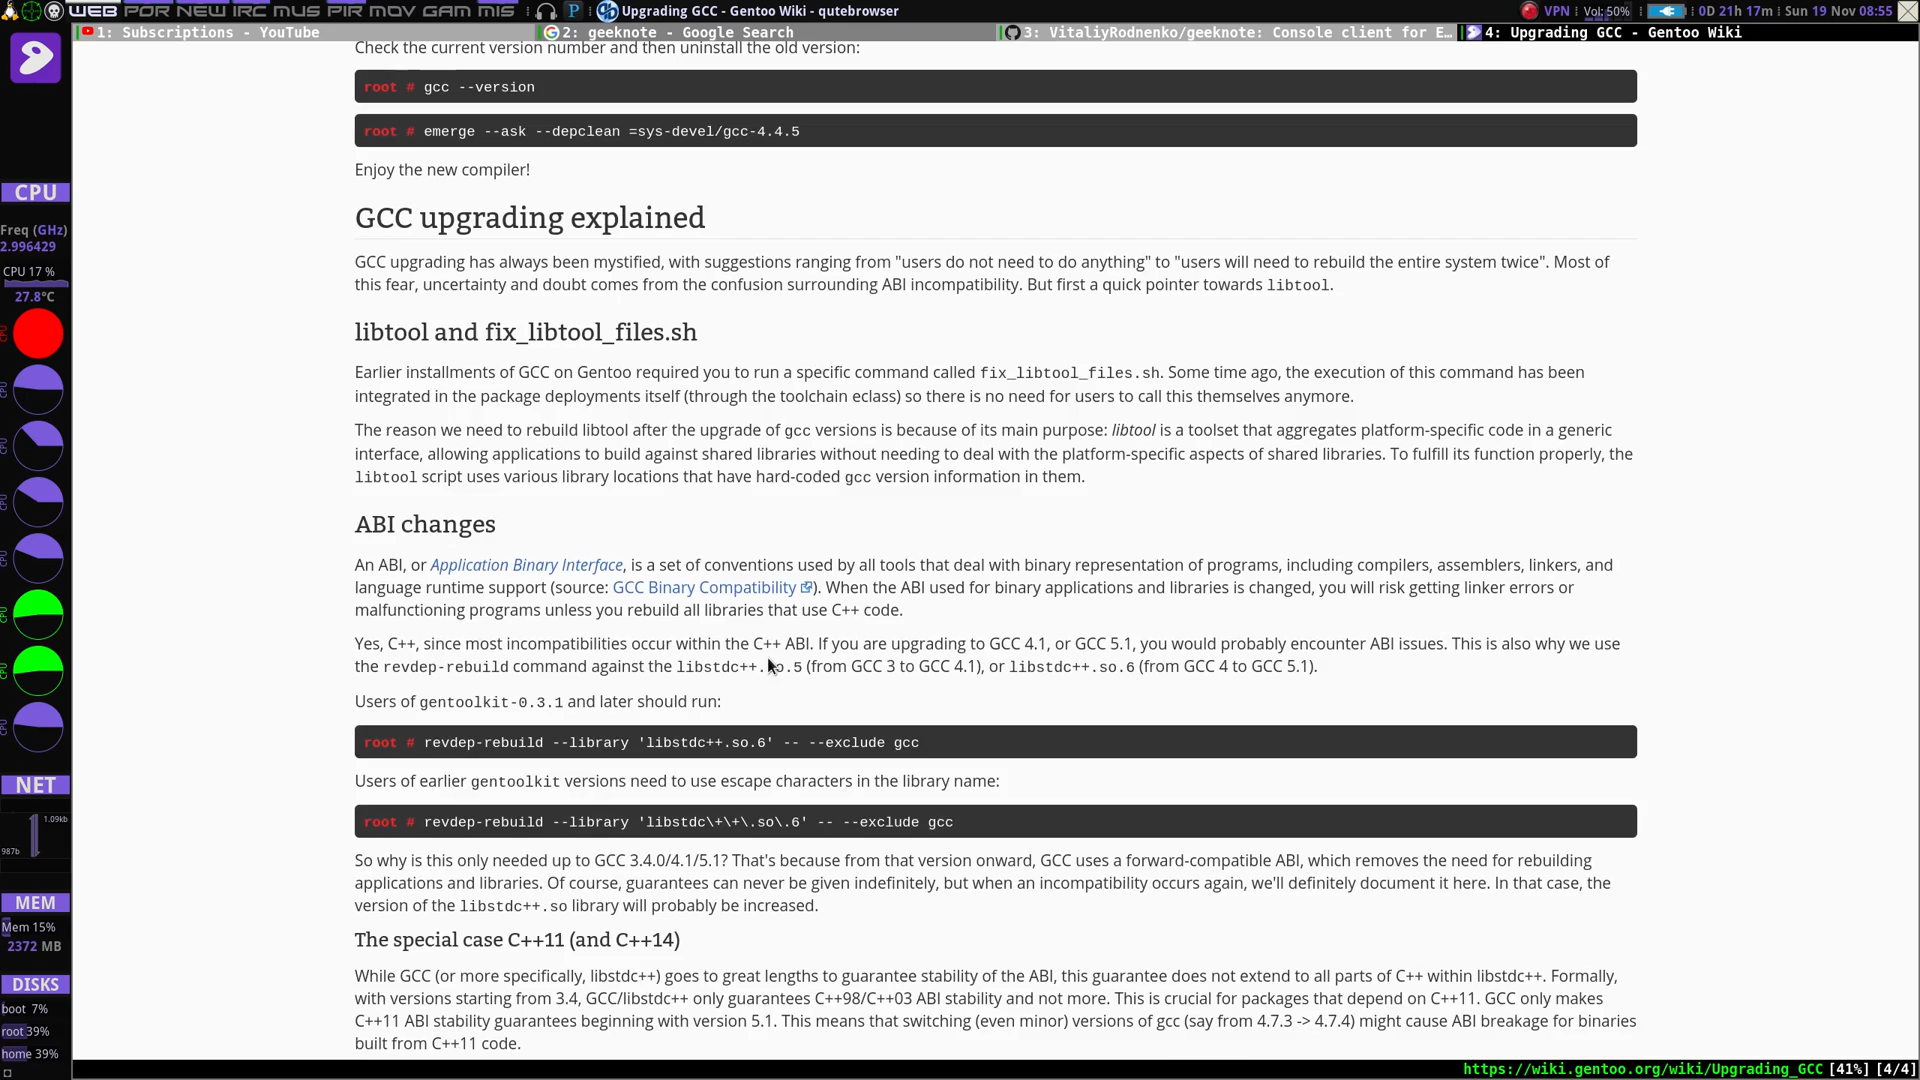 WEB POR NEW IRC MUS PIR MOV GAM MIS P Upgrading GCC - Gentoo Wiki - qutebrowser VPN Vol: 50% 0D 21h 17m Sun 19 Nov 08:55
1: Subscriptions - YouTube 2: geeknote - Google Search 3: VitaliyRodnenko/geeknote: Console client for E… 4: Upgrading GCC - Gentoo Wiki
Check the current version number and then uninstall the old version:
root # gcc --version
root # emerge --ask --depclean =sys-devel/gcc-4.4.5
Enjoy the new compiler!
GCC upgrading explained
GCC upgrading has always been mystified, with suggestions ranging from "users do not need to do anything" to "users will need to rebuild the entire system twice". Most of
this fear, uncertainty and doubt comes from the confusion surrounding ABI incompatibility. But first a quick pointer towards libtool.
libtool and fix_libtool_files.sh
Earlier installments of GCC on Gentoo required you to run a specific command called fix_libtool_files.sh. Some time ago, the execution of this command has been
integrated in the package deployments itself (through the toolchain eclass) so there is no need for users to call this themselves anymore.
The reason we need to rebuild libtool after the upgrade of gcc versions is because of its main purpose: libtool is a toolset that aggregates platform-specific code in a generic
interface, allowing applications to build against shared libraries without needing to deal with the platform-specific aspects of shared libraries. To fulfill its function properly, the
libtool script uses various library locations that have hard-coded gcc version information in them.
ABI changes
An ABI, or Application Binary Interface, is a set of conventions used by all tools that deal with binary representation of programs, including compilers, assemblers, linkers, and
language runtime support (source: GCC Binary Compatibility). When the ABI used for binary applications and libraries is changed, you will risk getting linker errors or
malfunctioning programs unless you rebuild all libraries that use C++ code.
Yes, C++, since most incompatibilities occur within the C++ ABI. If you are upgrading to GCC 4.1, or GCC 5.1, you would probably encounter ABI issues. This is also why we use
the revdep-rebuild command against the libstdc++.so.5 (from GCC 3 to GCC 4.1), or libstdc++.so.6 (from GCC 4 to GCC 5.1).
Users of gentoolkit-0.3.1 and later should run:
root # revdep-rebuild --library 'libstdc++.so.6' -- --exclude gcc
Users of earlier gentoolkit versions need to use escape characters in the library name:
root # revdep-rebuild --library 'libstdc\+\+\.so\.6' -- --exclude gcc
So why is this only needed up to GCC 3.4.0/4.1/5.1? That's because from that version onward, GCC uses a forward-compatible ABI, which removes the need for rebuilding
applications and libraries. Of course, guarantees can never be given indefinitely, but when an incompatibility occurs again, we'll definitely document it here. In that case, the
version of the libstdc++.so library will probably be increased.
The special case C++11 (and C++14)
While GCC (or more specifically, libstdc++) goes to great lengths to guarantee stability of the ABI, this guarantee does not extend to all parts of C++ within libstdc++. Formally,
with versions starting from 3.4, GCC/libstdc++ only guarantees C++98/C++03 ABI stability and not more. This is crucial for packages that depend on C++11. GCC only makes
C++11 ABI stability guarantees beginning with version 5.1. This means that switching (even minor) versions of gcc (say from 4.7.3 -> 4.7.4) might cause ABI breakage for binaries
built from C++11 code.
https://wiki.gentoo.org/wiki/Upgrading_GCC [41%] [4/4]
CPU
Freq (GHz)
2.996429
CPU 17 %
27.8°C
CPU
CPU
CPU
CPU
CPU
CPU
CPU
CPU
NET
1.09kb
987b
MEM
Mem 15%
2372 MB
DISKS
boot 7%
root 39%
home 39%